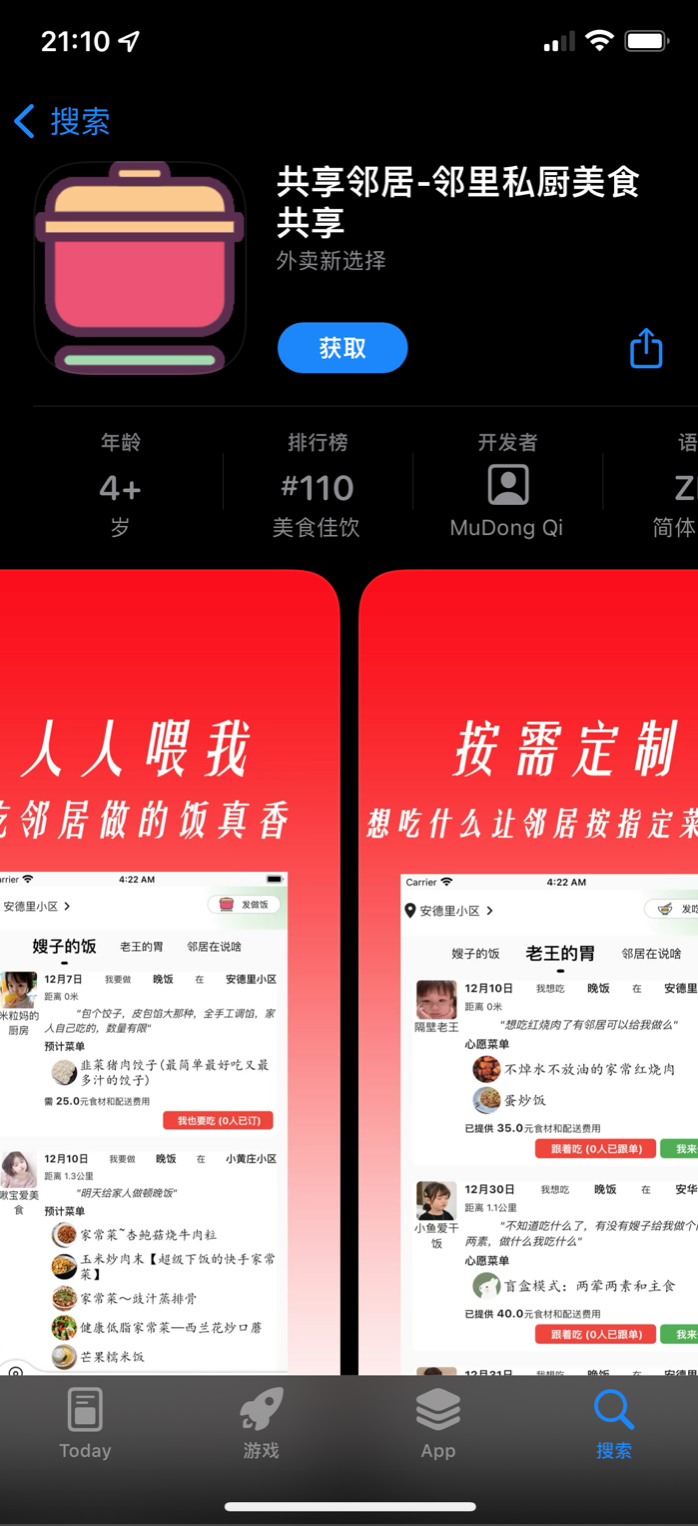 21:10
搜索
共享邻居-邻里私厨美食
共享
外卖新选择
获取
年龄
4+
岁
排行榜
#110
美食佳饮
开发者
MuDong Qi
简体
人人喂我
吃邻居做的饭真香
4:22 AM
安德里小区
发做饭
嫂子的饭 老王的胃 邻居在说啥
米粒妈的
厨房
12月7日 我要做 晚饭 在 安德里小区
距离 0米
"包个饺子，皮包馅大那种，全手工调馅，家
人自己吃的，数量有限"
预计菜单
韭菜猪肉饺子(最简单最好吃又最
多汁的饺子)
需 25.0元食材和配送费用
我也要吃 (0人已订)
啾宝爱美
食
12月10日 我要做 晚饭 在 小黄庄小区
距离 1.3公里
"明天给家人做顿晚饭"
预计菜单
家常菜~杏鲍菇烧牛肉粒
玉米炒肉末【超级下饭的快手家常
菜】
家常菜～豉汁蒸排骨
健康低脂家常菜—西兰花炒口蘑
芒果糯米饭
按需定制
想吃什么让邻居按指定菜
Carrier 4:22 AM
安德里小区
发吃
嫂子的饭 老王的胃 邻居在说啥
隔壁老王
12月10日 我想吃 晚饭 在 安德里
距离 0米
"想吃红烧肉了有邻居可以给我做么"
心愿菜单
不焯水不放油的家常红烧肉
蛋炒饭
已提供 35.0元食材和配送费用
跟着吃 (0人已跟单) 我来
小鱼爱干
饭
12月30日 我想吃 晚饭 在 安华
距离 1.1公里
"不知道吃什么了，有没有嫂子给我做个
两素，做什么我吃什么"
心愿菜单
盲盒模式：两荤两素和主食
已提供 40.0元食材和配送费用
跟着吃 (0人已跟单) 我来
Today
游戏
App
搜索